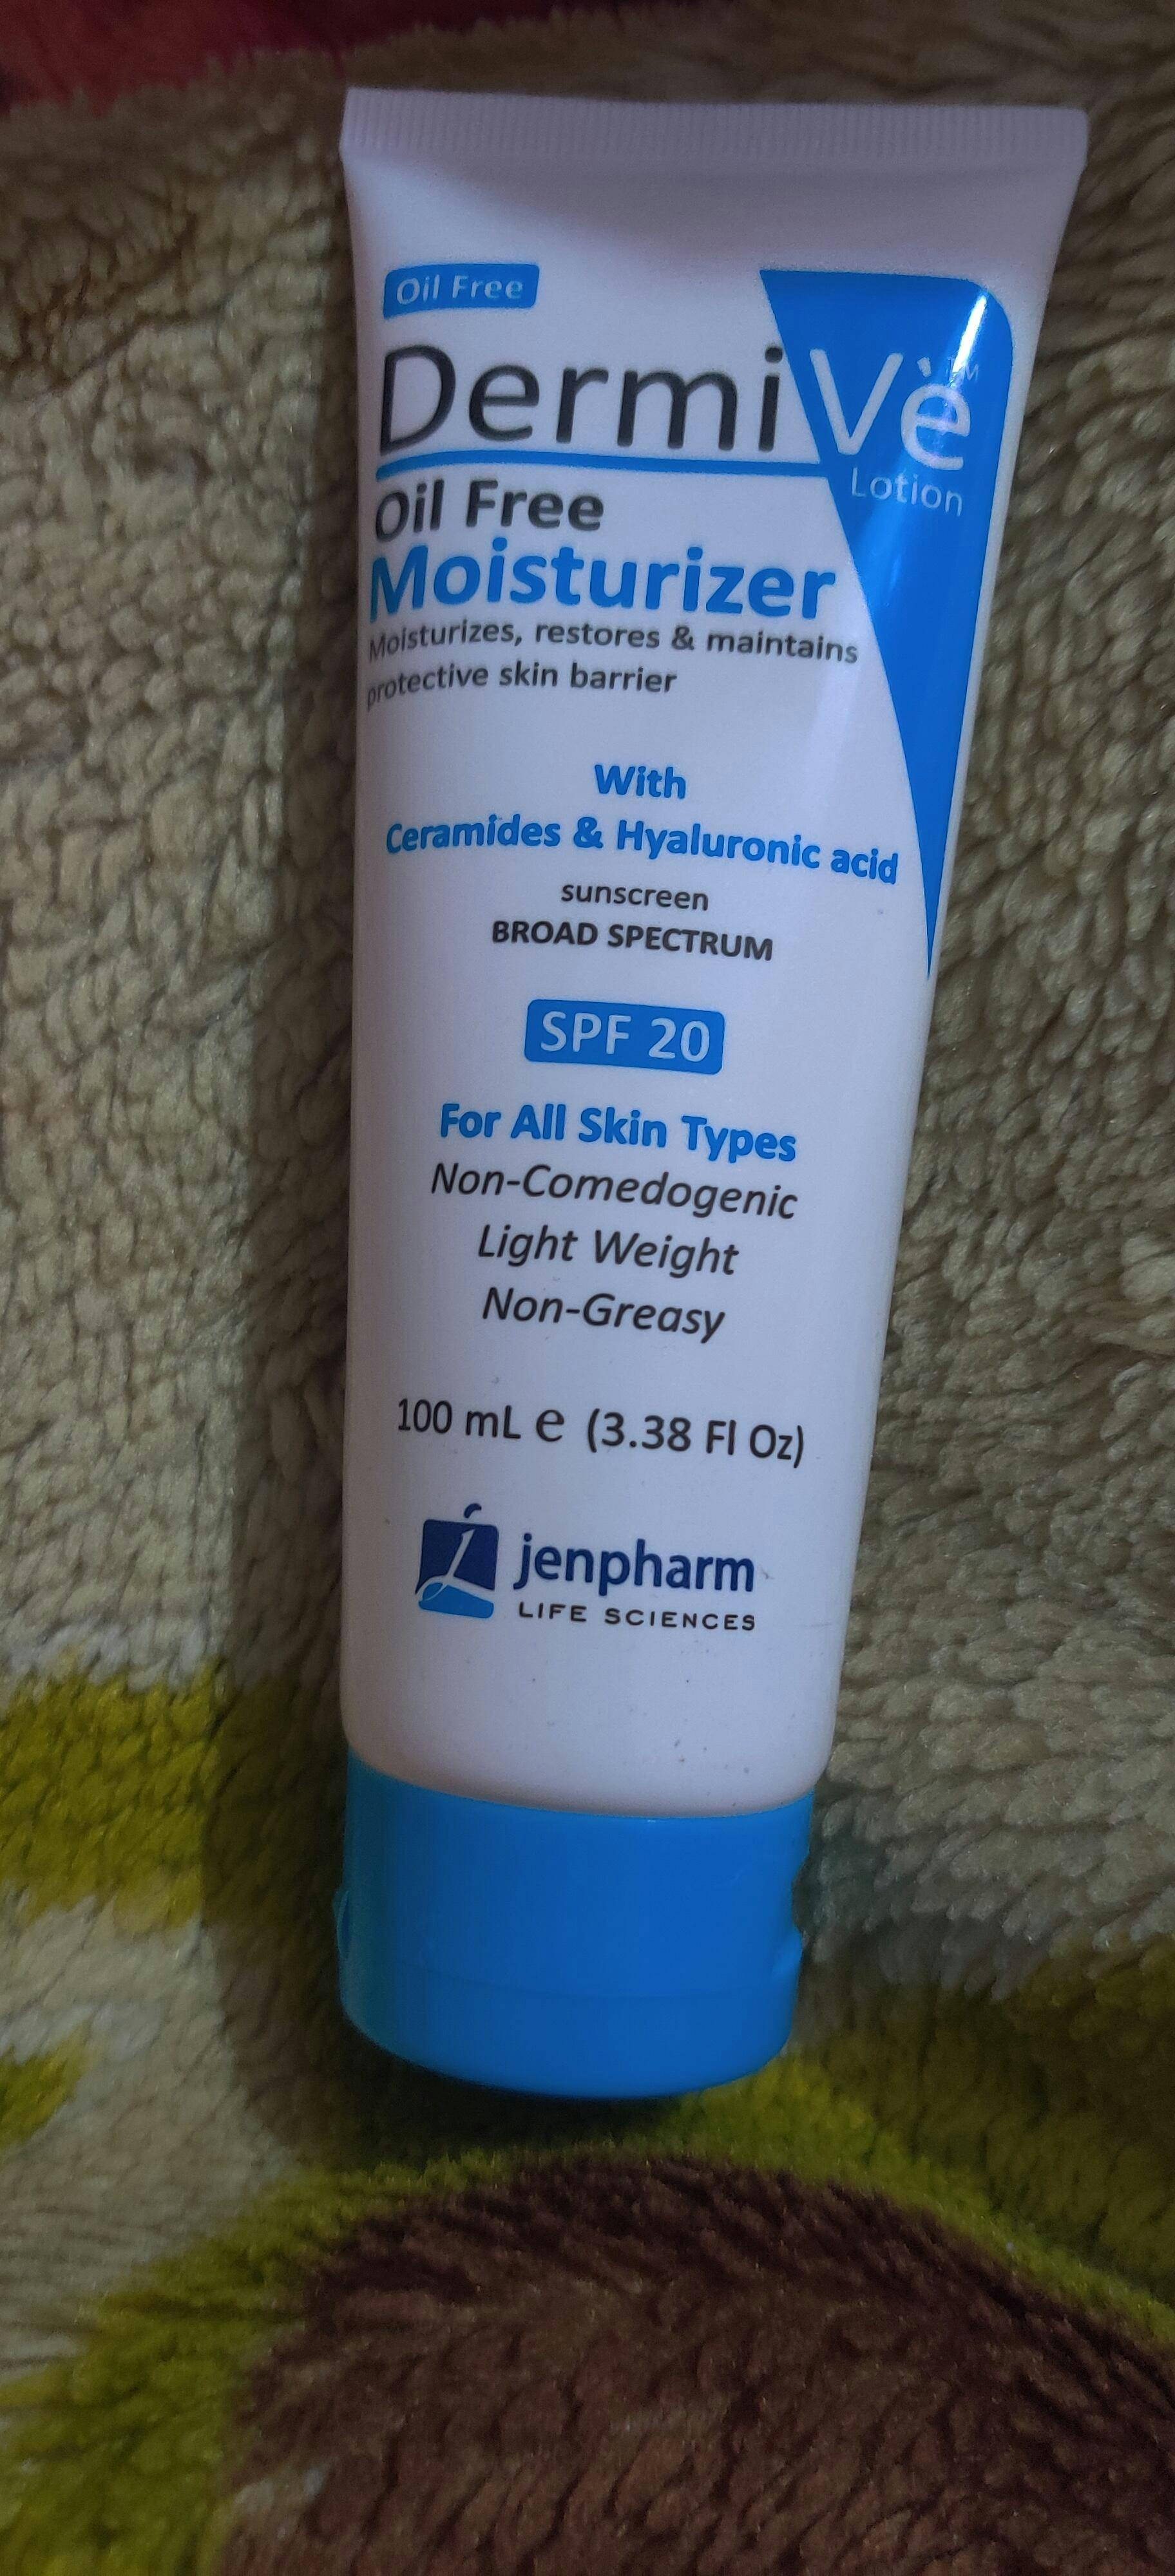 Oil Free
DermiVè™
Lotion
Oil Free
Moisturizer
Moisturizes, restores & maintains
protective skin barrier
With
Ceramides & Hyaluronic acid
sunscreen
BROAD SPECTRUM
SPF 20
For All Skin Types
Non-Comedogenic
Light Weight
Non-Greasy
100 mL e (3.38 Fl Oz)
jenpharm
LIFE SCIENCES